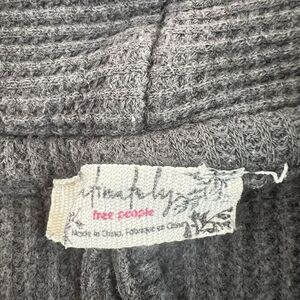 intimately
free people
Made in China, Fabriqué en Chine